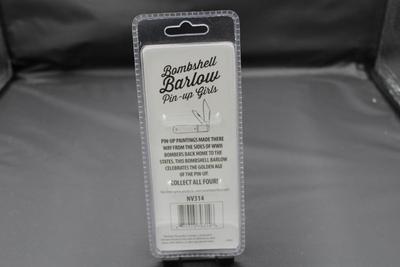 Bombshell
Barlow
Pin-up Girls
PIN-UP PAINTINGS MADE THERE
WAY FROM THE SIDES OF WWII
BOMBERS BACK HOME TO THE
STATES. THIS BOMBSHELL BARLOW
CELEBRATES THE GOLDEN AGE
OF THE PIN-UP.
COLLECT ALL FOUR!
NV314